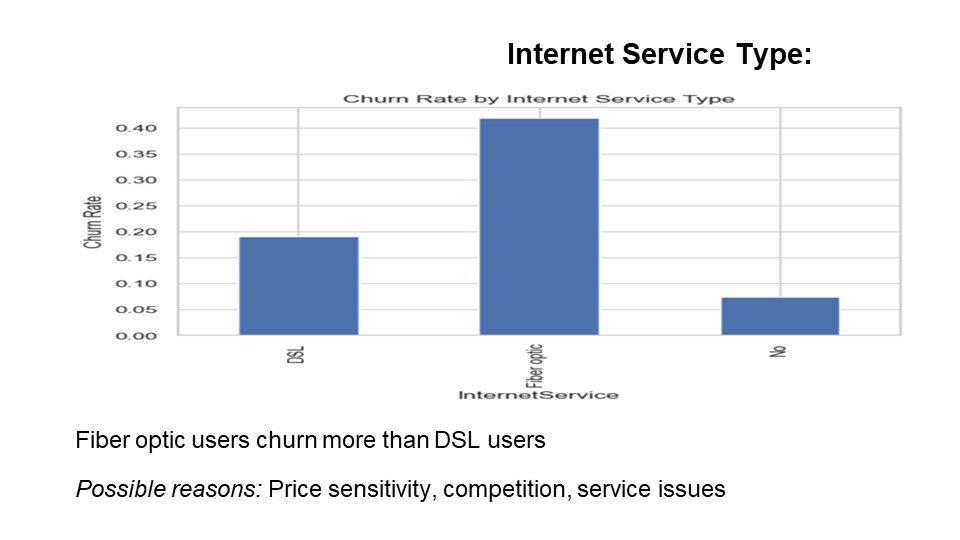 Internet Service Type:
Churn Rate by Internet Service Type
Churn Rate
0.40
0.35
0.30
0.25
0.20
0.15
0.10
0.05
0.00
DSL
Fiber optic
No
InternetService
Fiber optic users churn more than DSL users
Possible reasons: Price sensitivity, competition, service issues